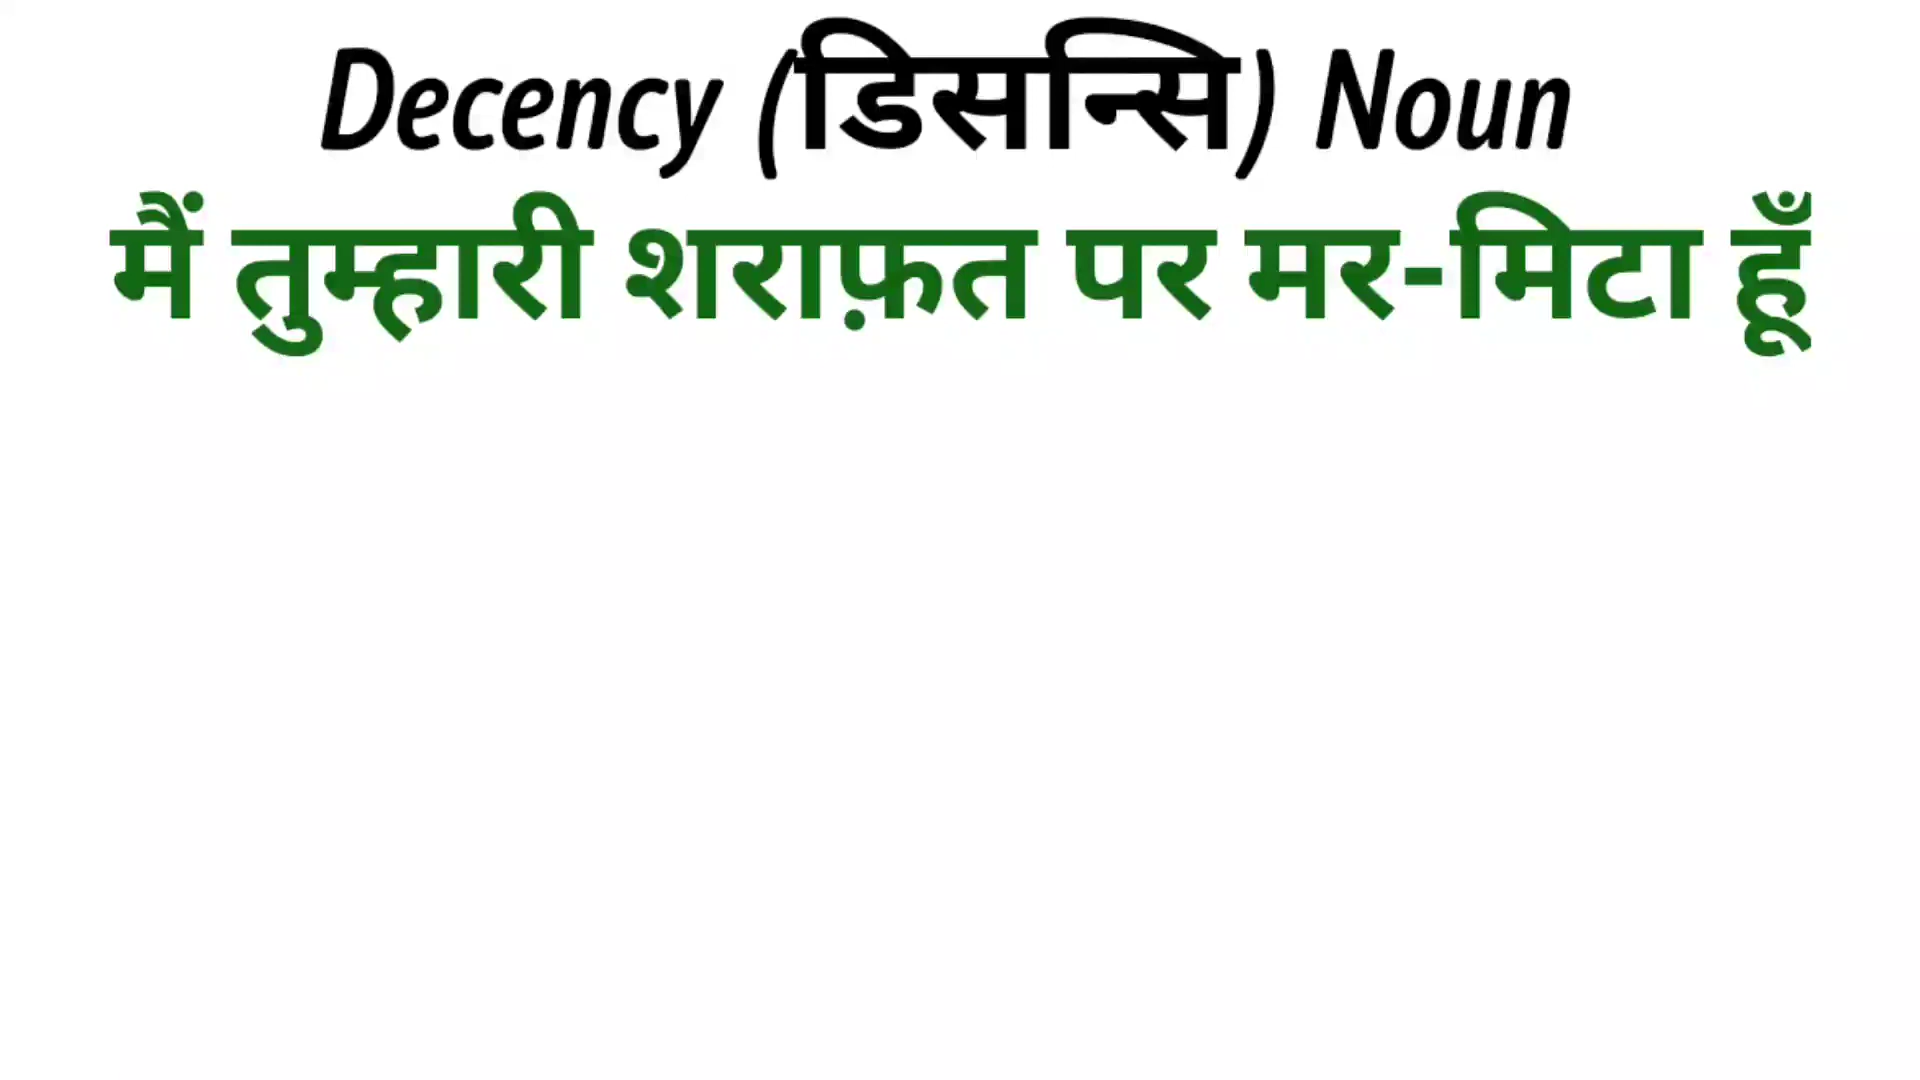 Decency (डिसन्सि) Noun
मैं तुम्हारी शराफ़त पर मर-मिटा हूँ